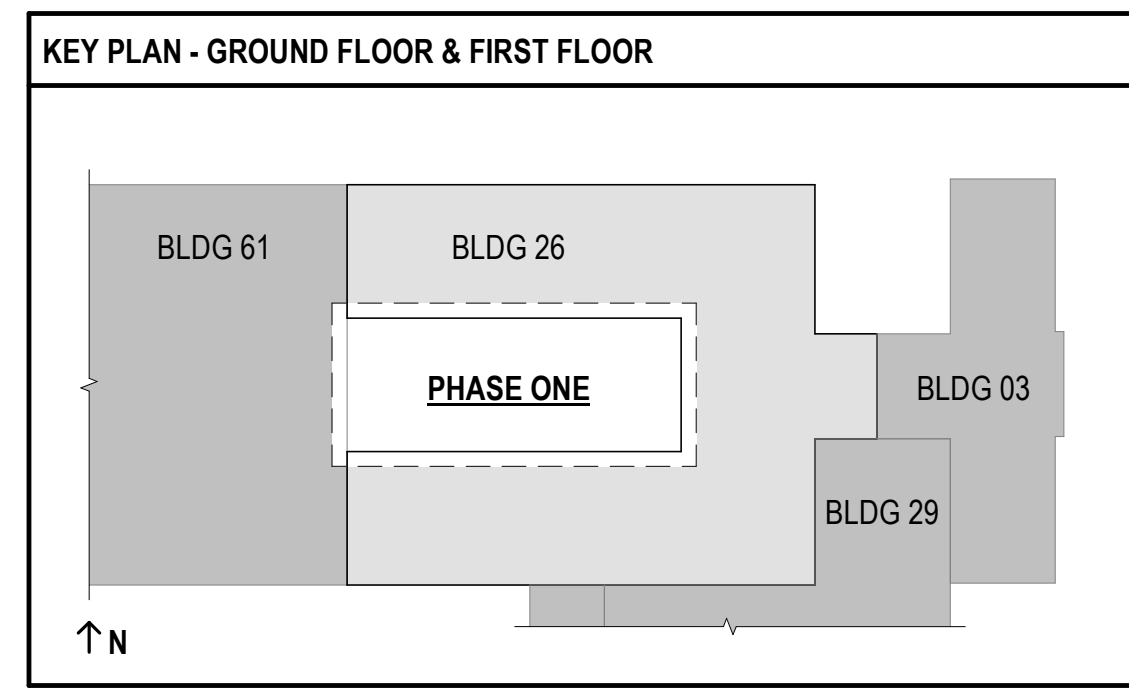 KEY PLAN - GROUND FLOOR & FIRST FLOOR
BLDG 61
BLDG 26
PHASE ONE
BLDG 03
BLDG 29
N